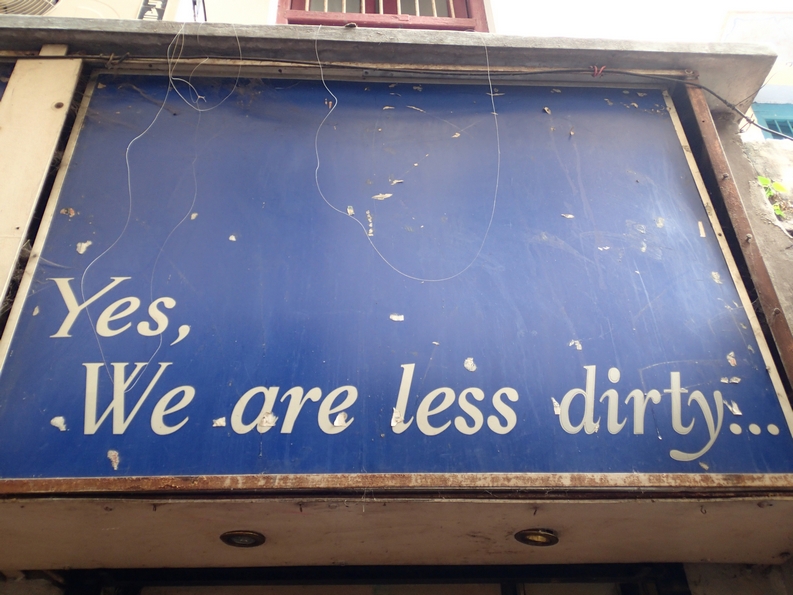 Yes,
We are less dirty...